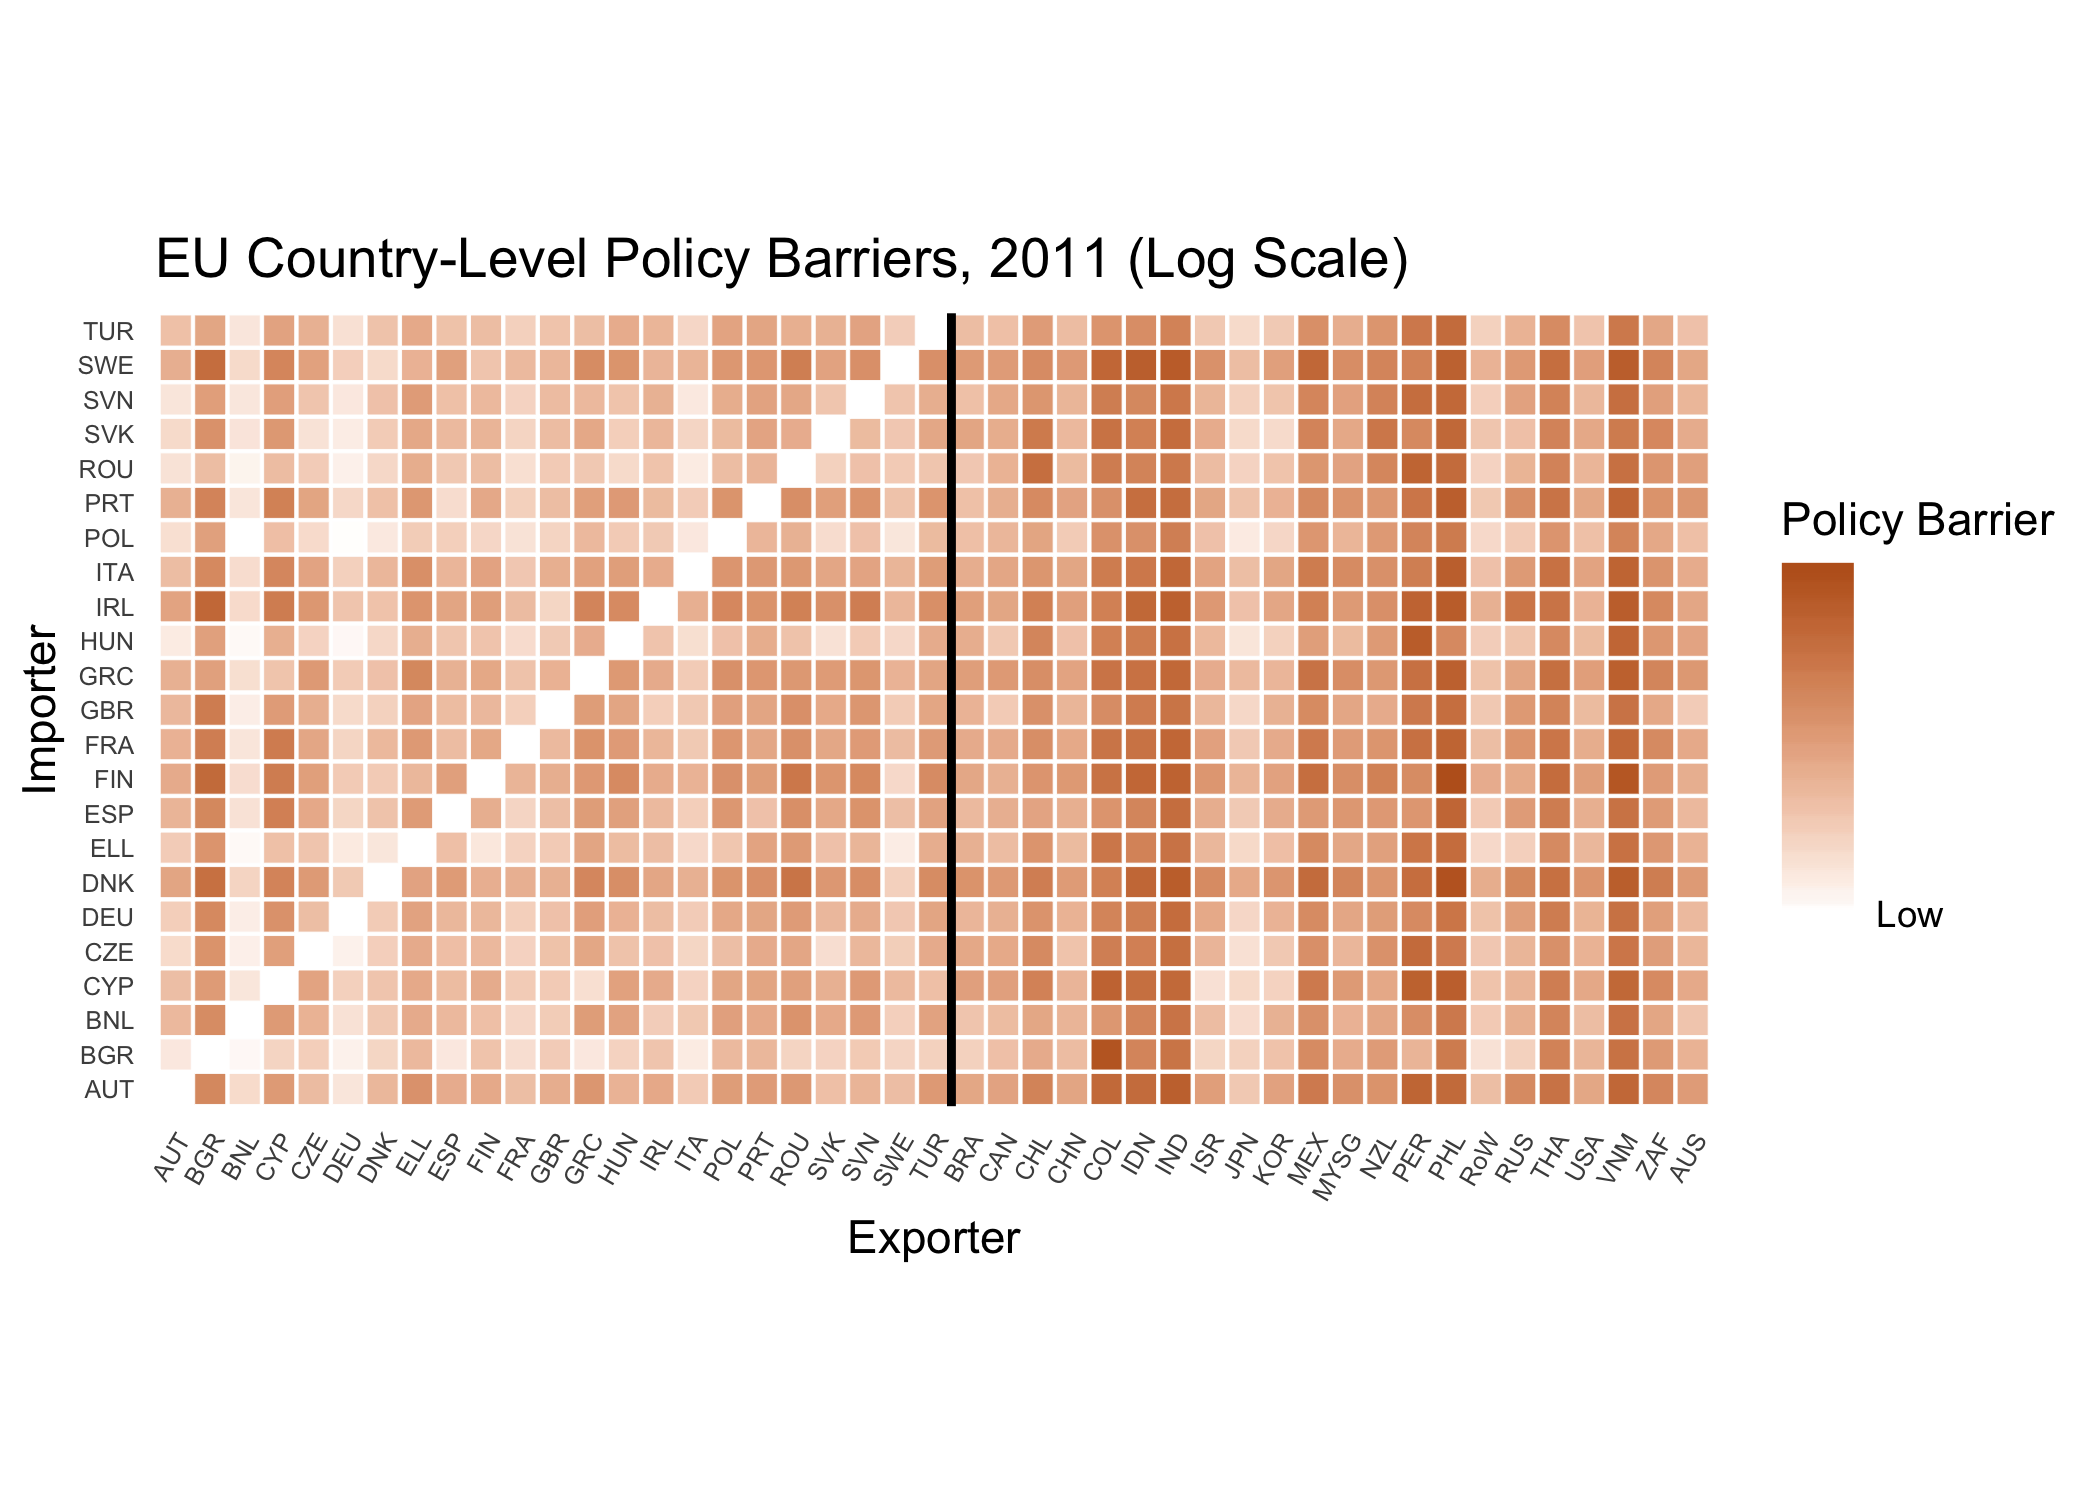 EU Country-Level Policy Barriers, 2011 (Log Scale)
TUR
SWE
SVN
SVK
ROU
PRT
POL
ITA
IRL
HUN
GRC
GBR
FRA
FIN
ESP
ELL
DNK
DEU
CZE
CYP
BNL
BGR
AUT
Importer
AUT BGR BNL CYP CZE DEU DNK ELL ESP FIN FRA GBR GRC HUN IRL ITA POL PRT ROU SVK SVN SWE TUR BRA CAN CHL CHN COL IDN IND ISR JPN KOR MEX MYSG NZL PER PHL RoW RUS THA USA VNM ZAF AUS
Exporter
Policy Barrier
Low